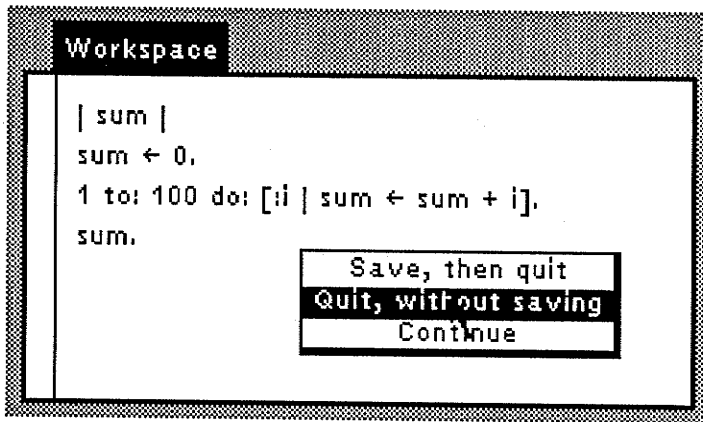 Workspace
| sum |
sum ← 0.
1 to: 100 do: [:i | sum ← sum + i].
sum.
Save, then quit
Quit, without saving
Continue